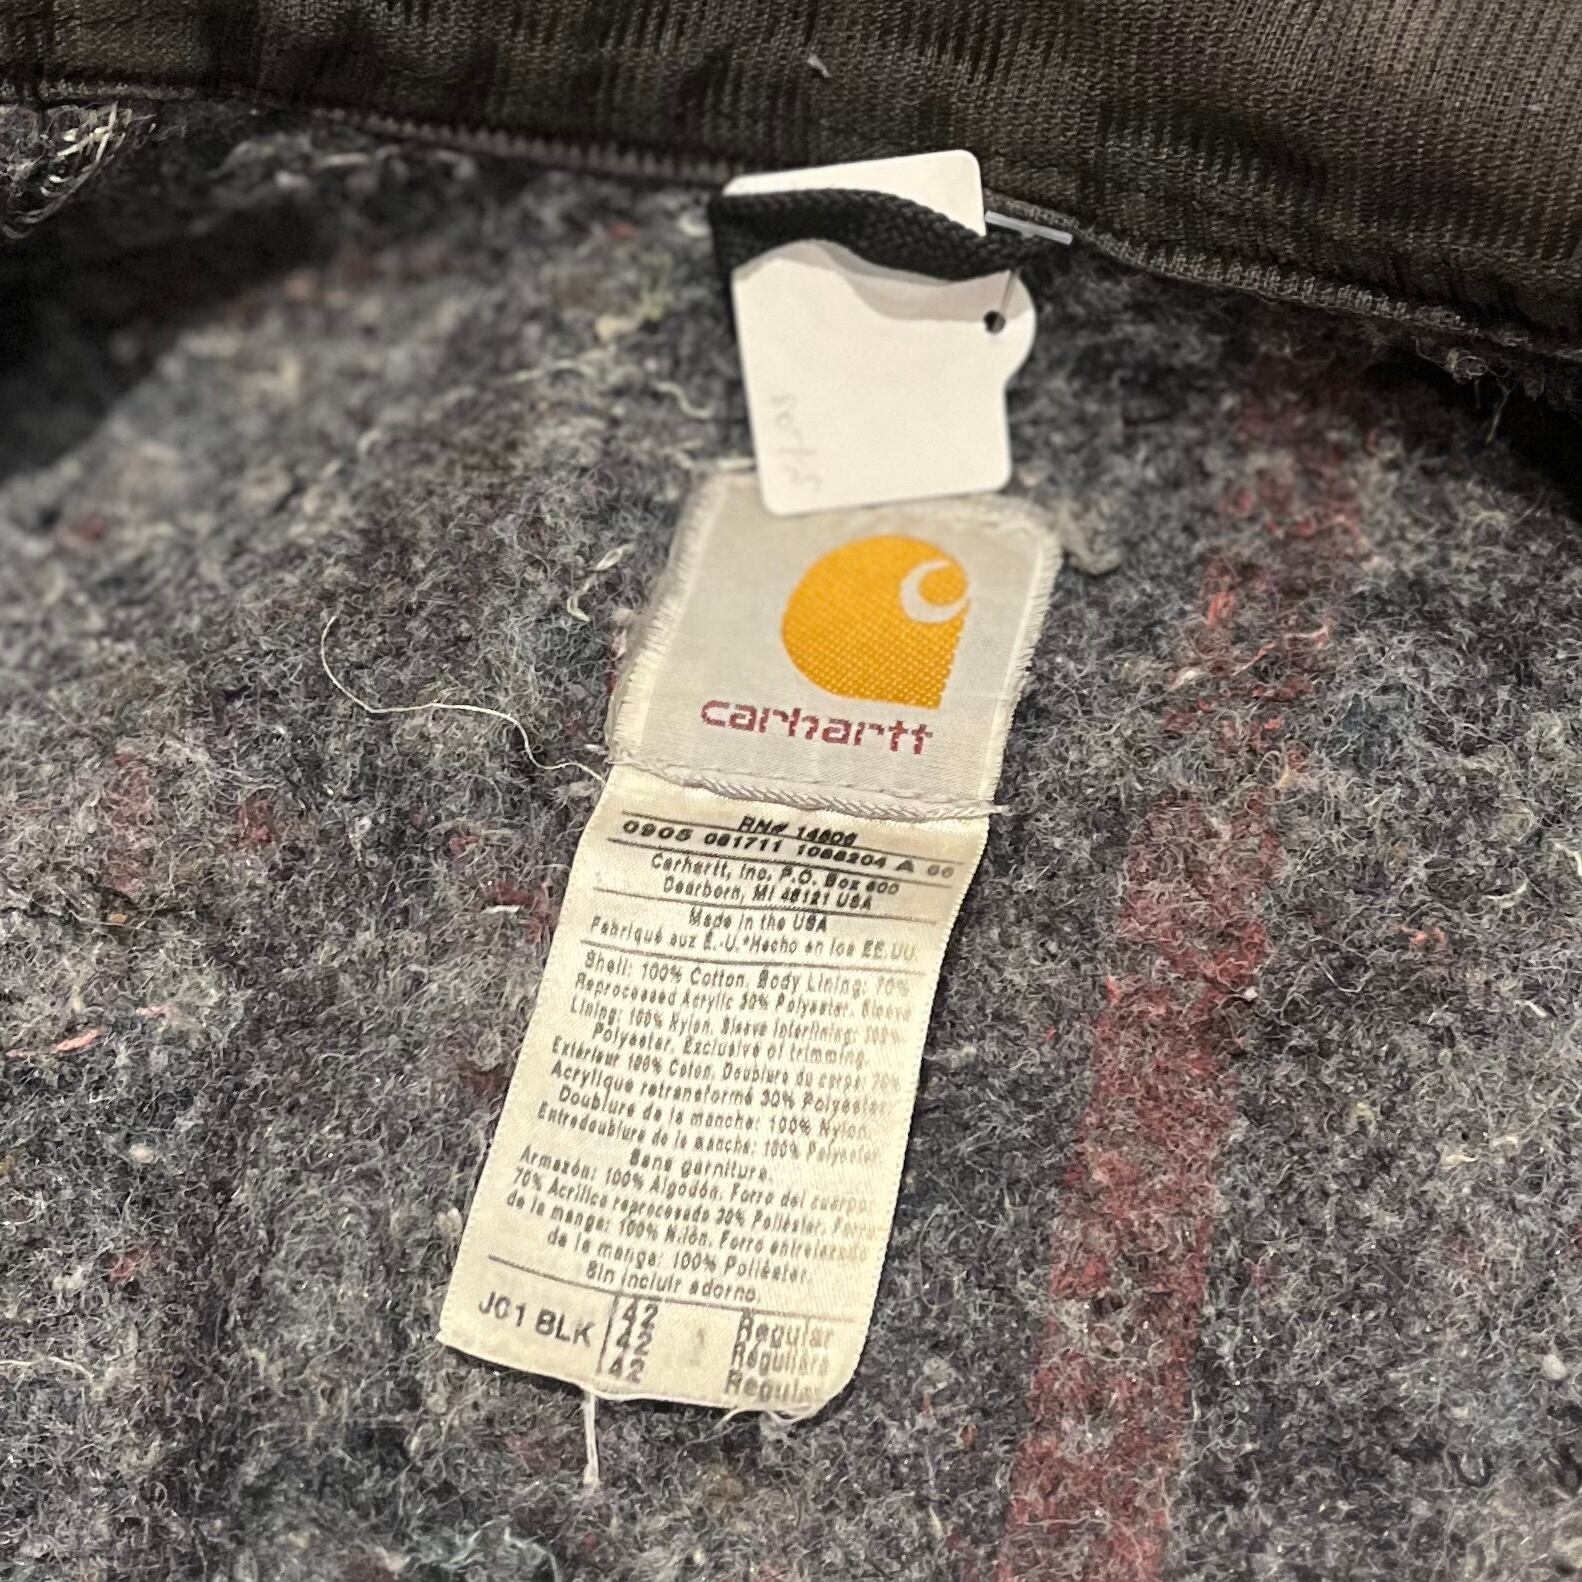 carhartt
RN# 14806
0905 081711 1088204 A 00
Carhartt, Inc. P.O. Box 600
Dearborn, MI 48121 USA
Made in the USA
Fabriqué aux É.-U.*Hecho en los EE.UU.
Shell: 100% Cotton. Body Lining: 70%
Reprocessed Acrylic 30% Polyester. Sleeve
Lining: 100% Nylon. Sleeve Interlining: 100%
Polyester. Exclusive of trimming.
Extérieur 100% Coton. Doublure du corps: 70%
Acrylique retransformé 30% Polyester.
Doublure de la manche: 100% Nylon.
Entredoublure de la manche: 100% Polyester.
Sans garniture.
Armazón: 100% Algodón. Forro del cuerpo:
70% Acrílico reprocesado 30% Poliéster. Forro
de la manga: 100% Nilón. Forro entrelazado
de la manga: 100% Poliéster.
Sin incluir adorno.
J01 BLK 42 Regular
42 Réguliers
42 Regular